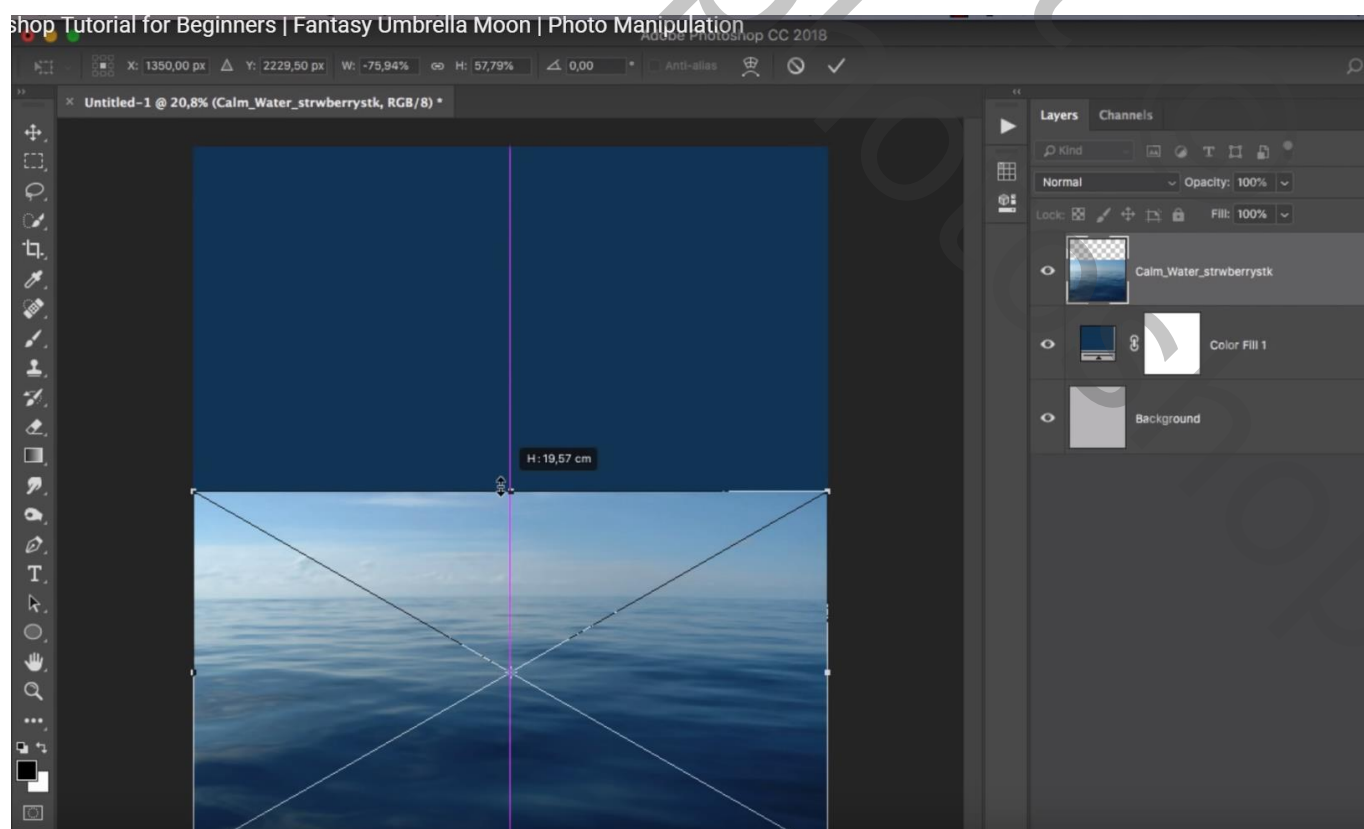 shop Tutorial for Beginners | Fantasy Umbrella Moon | Photo Manipulation
Adobe Photoshop CC 2018
X: 1350,00 px Y: 2229,50 px W: -75,94% H: 57,79% 0,00 ° Anti-alias
× Untitled-1 @ 20,8% (Calm_Water_strwberrystk, RGB/8) *
Layers Channels
Kind
Normal Opacity: 100%
Lock: Fill: 100%
Calm_Water_strwberrystk
Color Fill 1
Background
H: 19,57 cm